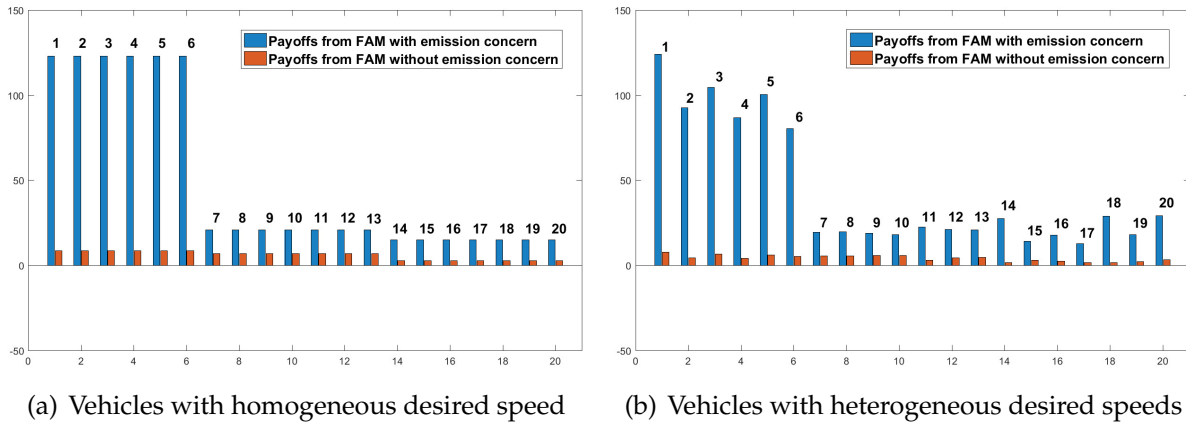 150
100
50
0
-50
1 2 3 4 5 6
7 8 9 10 11 12 13 14 15 16 17 18 19 20
Payoffs from FAM with emission concern
Payoffs from FAM without emission concern
0 2 4 6 8 10 12 14 16 18 20
(a) Vehicles with homogeneous desired speed
150
100
50
0
-50
1 2 3 4 5 6 7 8 9 10 11 12 13 14 15 16 17 18 19 20
Payoffs from FAM with emission concern
Payoffs from FAM without emission concern
0 2 4 6 8 10 12 14 16 18 20
(b) Vehicles with heterogeneous desired speeds